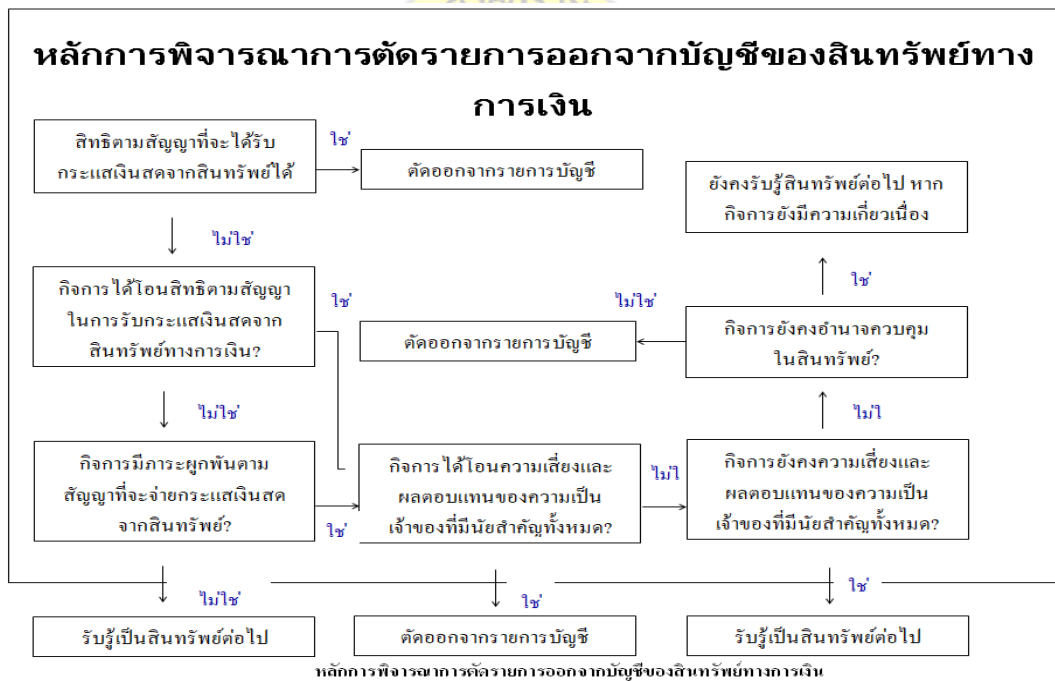 หลักการพิจารณาการตัดรายการออกจากบัญชีของสินทรัพย์ทาง
การเงิน
สิทธิตามสัญญาที่จะได้รับ
กระแสเงินสดจากสินทรัพย์ได้
ใช่
ตัดออกจากรายการบัญชี
ยังคงรับรู้สินทรัพย์ต่อไป หาก
กิจการยังมีความเกี่ยวเนื่อง
ไม่ใช่
ใช่
กิจการได้โอนสิทธิตามสัญญา
ในการรับกระแสเงินสดจาก
สินทรัพย์ทางการเงิน?
ใช่
ตัดออกจากรายการบัญชี
ไม่ใช่
กิจการยังคงอำนาจควบคุม
ในสินทรัพย์?
ไม่ใช่
ไม่ใ
กิจการมีภาระผูกพันตาม
สัญญาที่จะจ่ายกระแสเงินสด
จากสินทรัพย์?
ใช่
กิจการได้โอนความเสี่ยงและ
ผลตอบแทนของความเป็น
เจ้าของที่มีนัยสำคัญทั้งหมด?
ไม่ใ
กิจการยังคงความเสี่ยงและ
ผลตอบแทนของความเป็น
เจ้าของที่มีนัยสำคัญทั้งหมด?
ไม่ใช่
ใช่
ใช่
รับรู้เป็นสินทรัพย์ต่อไป
ตัดออกจากรายการบัญชี
รับรู้เป็นสินทรัพย์ต่อไป
หลักการพิจารณาการตัดรายการออกจากบัญชีของสินทรัพย์ทางการเงิน